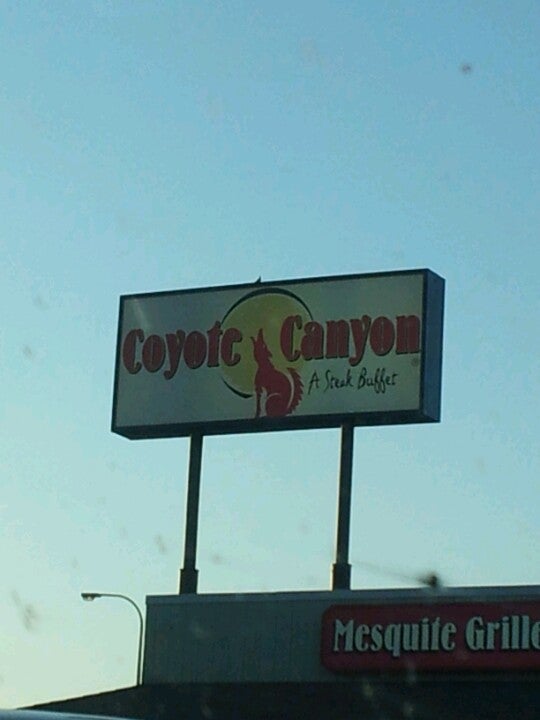 Coyote Canyon
A Steak Buffet
Mesquite Grille